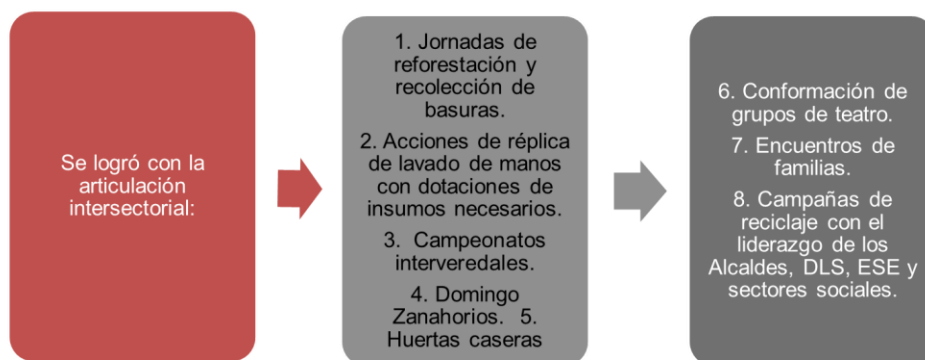 Se logró con la
articulación
intersectorial:
1. Jornadas de
reforestación y
recolección de
basuras.
2. Acciones de réplica
de lavado de manos
con dotaciones de
insumos necesarios.
3. Campeonatos
interveredales.
4. Domingo
Zanahorios. 5.
Huertas caseras
6. Conformación de
grupos de teatro.
7. Encuentros de
familias.
8. Campañas de
reciclaje con el
liderazgo de los
Alcaldes, DLS, ESE y
sectores sociales.